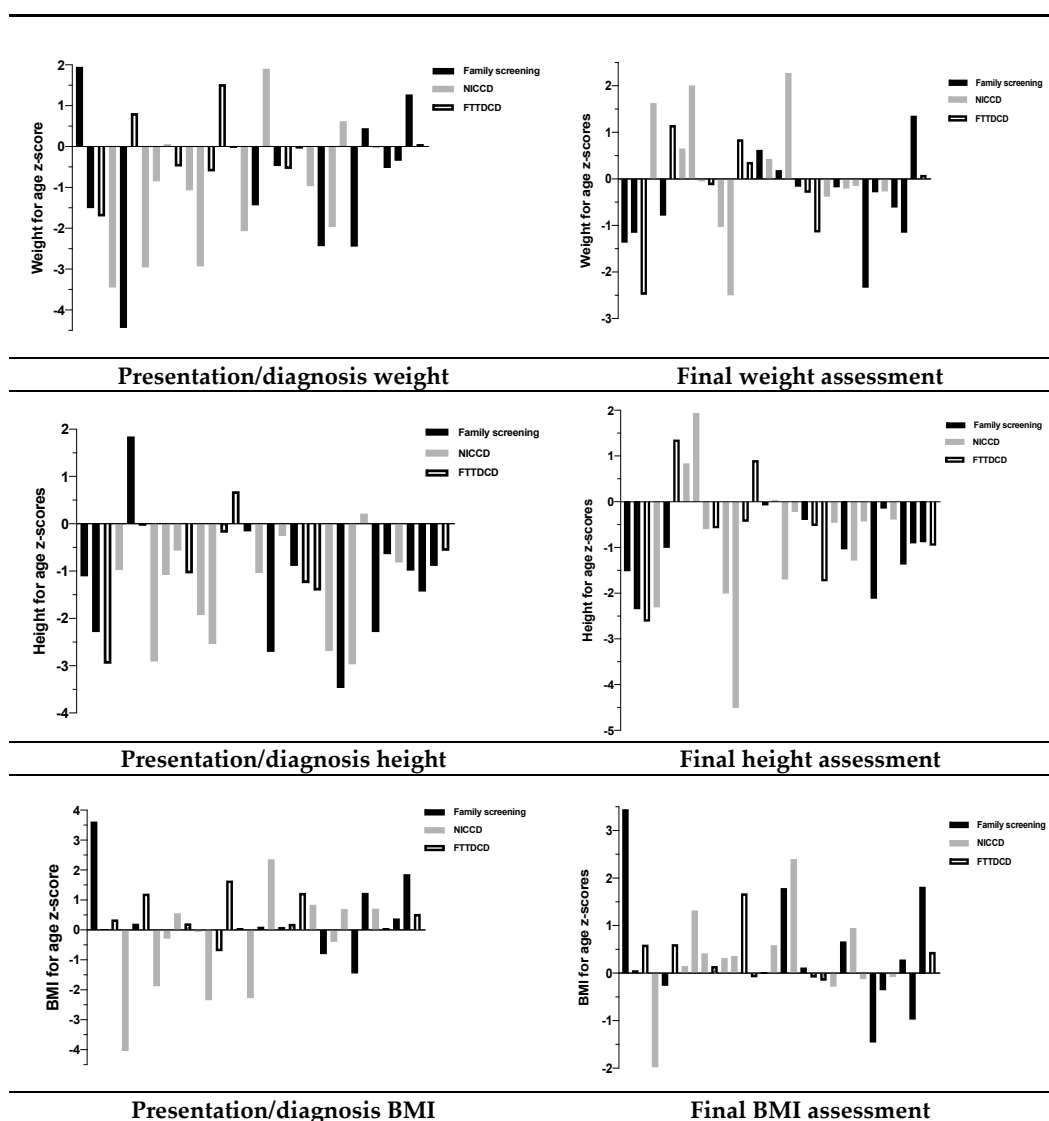 2
1
0
-1
-2
-3
-4
Weight for age z-score
Family screening
NICCD
FTTDCD
2
1
0
-1
-2
-3
Weight for age z-scores
Family screening
NICCD
FTTDCD
Presentation/diagnosis weight
Final weight assessment
2
1
0
-1
-2
-3
-4
Height for age z-scores
Family screening
NICCD
FTTDCD
2
1
0
-1
-2
-3
-4
-5
Height for age z-scores
Family screening
NICCD
FTTDCD
Presentation/diagnosis height
Final height assessment
4
3
2
1
0
-1
-2
-3
-4
BMI for age z-score
Family screening
NICCD
FTTDCD
3
2
1
0
-1
-2
BMI for age z-scores
Family screening
NICCD
FTTDCD
Presentation/diagnosis BMI
Final BMI assessment